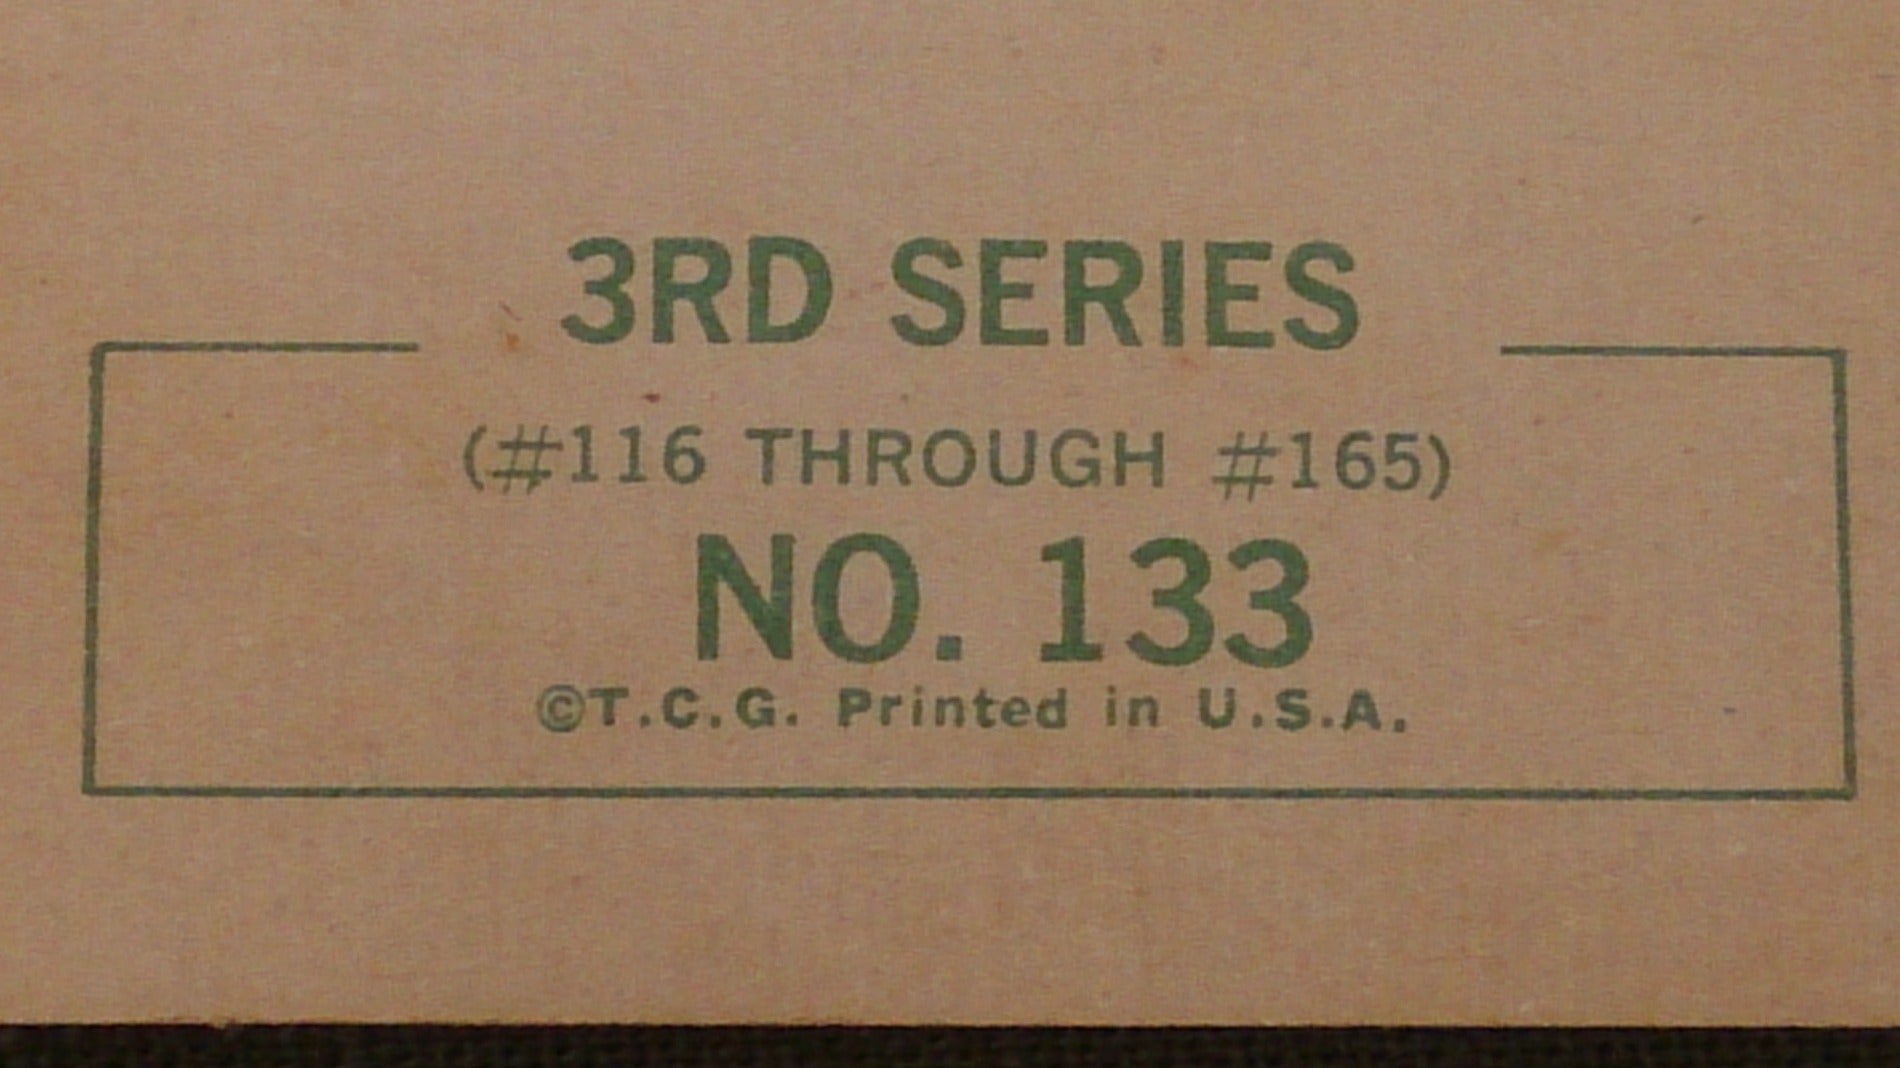 3RD SERIES
(#116 THROUGH #165)
NO. 133
©T.C.G. Printed in U.S.A.